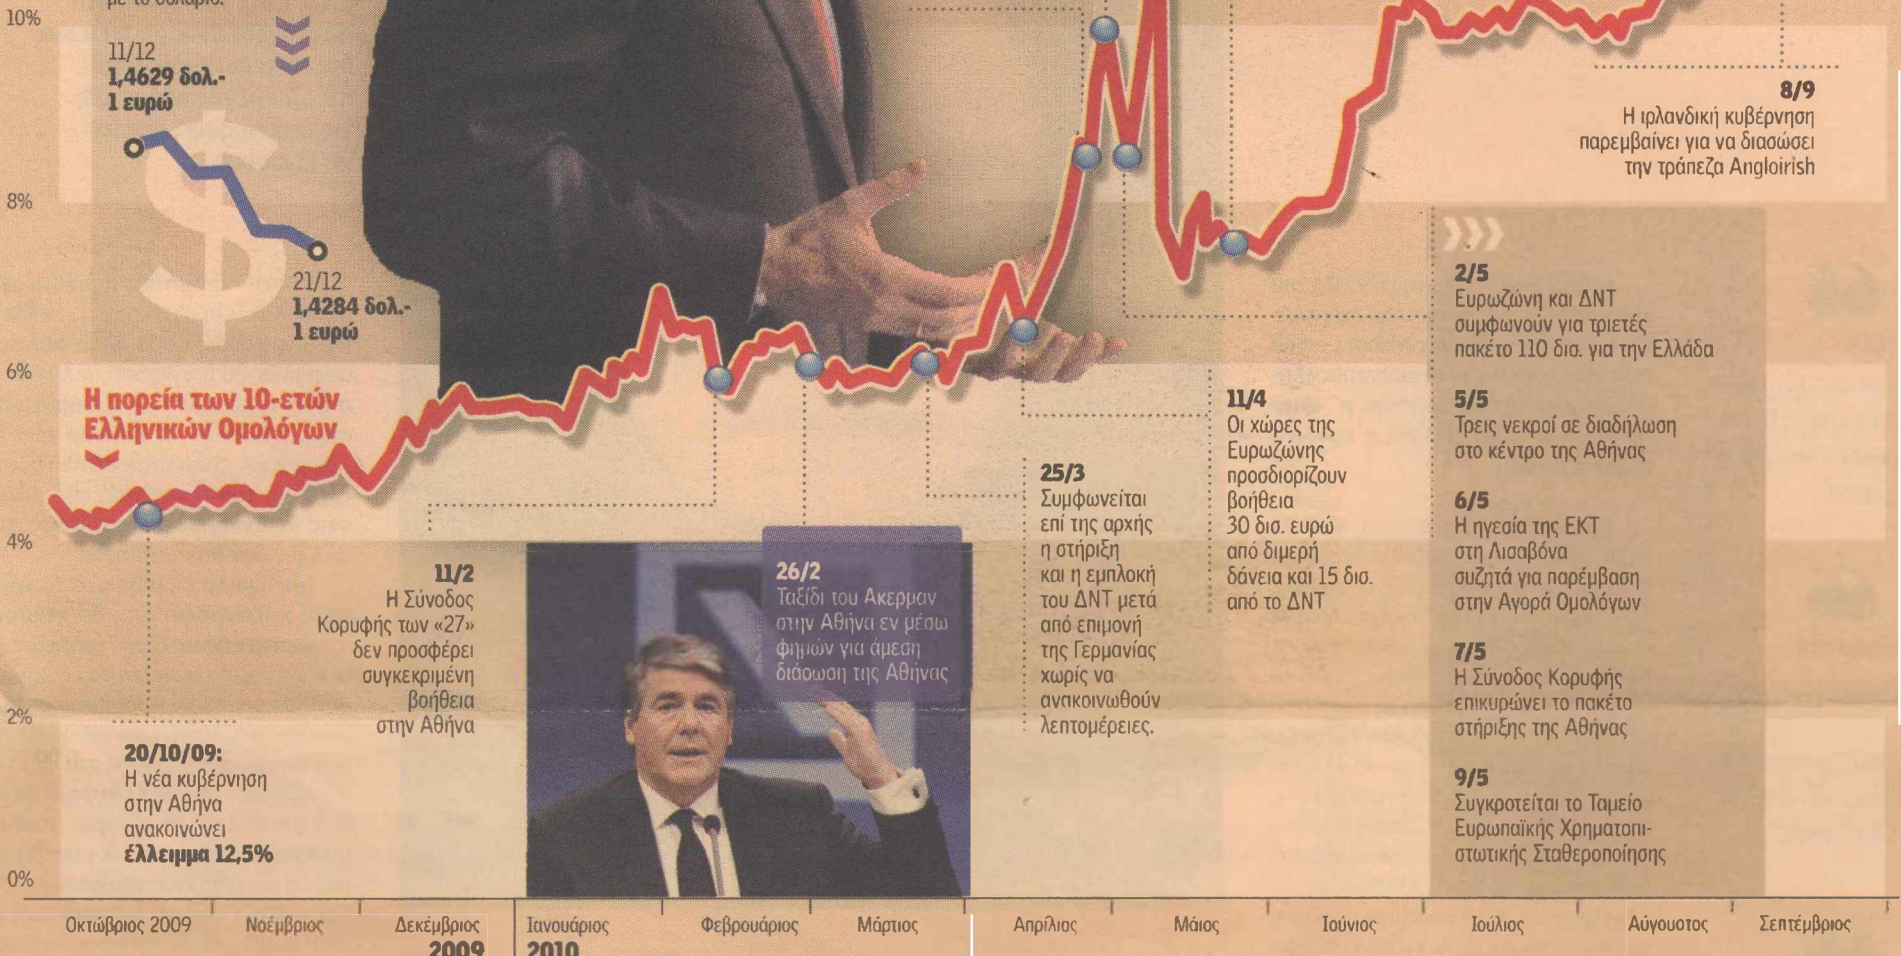 10%
με το δολάριο.
11/12
1,4629 δολ.-
1 ευρώ
21/12
1,4284 δολ.-
1 ευρώ
8%
6%
4%
2%
0%
Η πορεία των 10-ετών
Ελληνικών Ομολόγων
20/10/09:
Η νέα κυβέρνηση
στην Αθήνα
ανακοινώνει
έλλειμμα 12,5%
11/2
Η Σύνοδος
Κορυφής των «27»
δεν προσφέρει
συγκεκριμένη
βοήθεια
στην Αθήνα
26/2
Ταξίδι του Ακερμαν
στην Αθήνα εν μέσω
φημών για άμεση
διάσωση της Αθήνας
25/3
Συμφωνείται
επί της αρχής
η στήριξη
και η εμπλοκή
του ΔΝΤ μετά
από επιμονή
της Γερμανίας
χωρίς να
ανακοινωθούν
λεπτομέρειες.
11/4
Οι χώρες της
Ευρωζώνης
προσδιορίζουν
βοήθεια
30 δισ. ευρώ
από διμερή
δάνεια και 15 δισ.
από το ΔΝΤ
2/5
Ευρωζώνη και ΔΝΤ
συμφωνούν για τριετές
πακέτο 110 δισ. για την Ελλάδα
5/5
Τρεις νεκροί σε διαδήλωση
στο κέντρο της Αθήνας
6/5
Η ηγεσία της ΕΚΤ
στη Λισαβόνα
συζητά για παρέμβαση
στην Αγορά Ομολόγων
7/5
Η Σύνοδος Κορυφής
επικυρώνει το πακέτο
στήριξης της Αθήνας
9/5
Συγκροτείται το Ταμείο
Ευρωπαϊκής Χρηματοπι-
στωτικής Σταθεροποίησης
8/9
Η ιρλανδική κυβέρνηση
παρεμβαίνει για να διασώσει
την τράπεζα Angloirish
Οκτώβριος 2009 Νοέμβριος Δεκέμβριος Ιανουάριος Φεβρουάριος Μάρτιος Απρίλιος Μάιος Ιούνιος Ιούλιος Αύγουστος Σεπτέμβριος
2009 2010